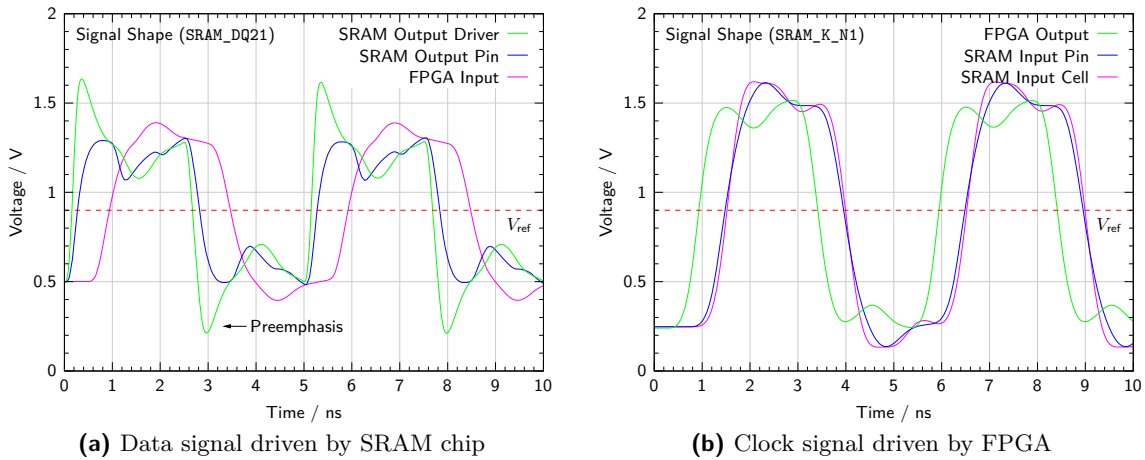 Signal Shape (SRAM_DQ21)
SRAM Output Driver
SRAM Output Pin
FPGA Input
Voltage / V
2
1.5
1
0.5
0
V_ref
Preemphasis
0 1 2 3 4 5 6 7 8 9 10
Time / ns
(a) Data signal driven by SRAM chip
Signal Shape (SRAM_K_N1)
FPGA Output
SRAM Input Pin
SRAM Input Cell
Voltage / V
2
1.5
1
0.5
0
V_ref
0 1 2 3 4 5 6 7 8 9 10
Time / ns
(b) Clock signal driven by FPGA